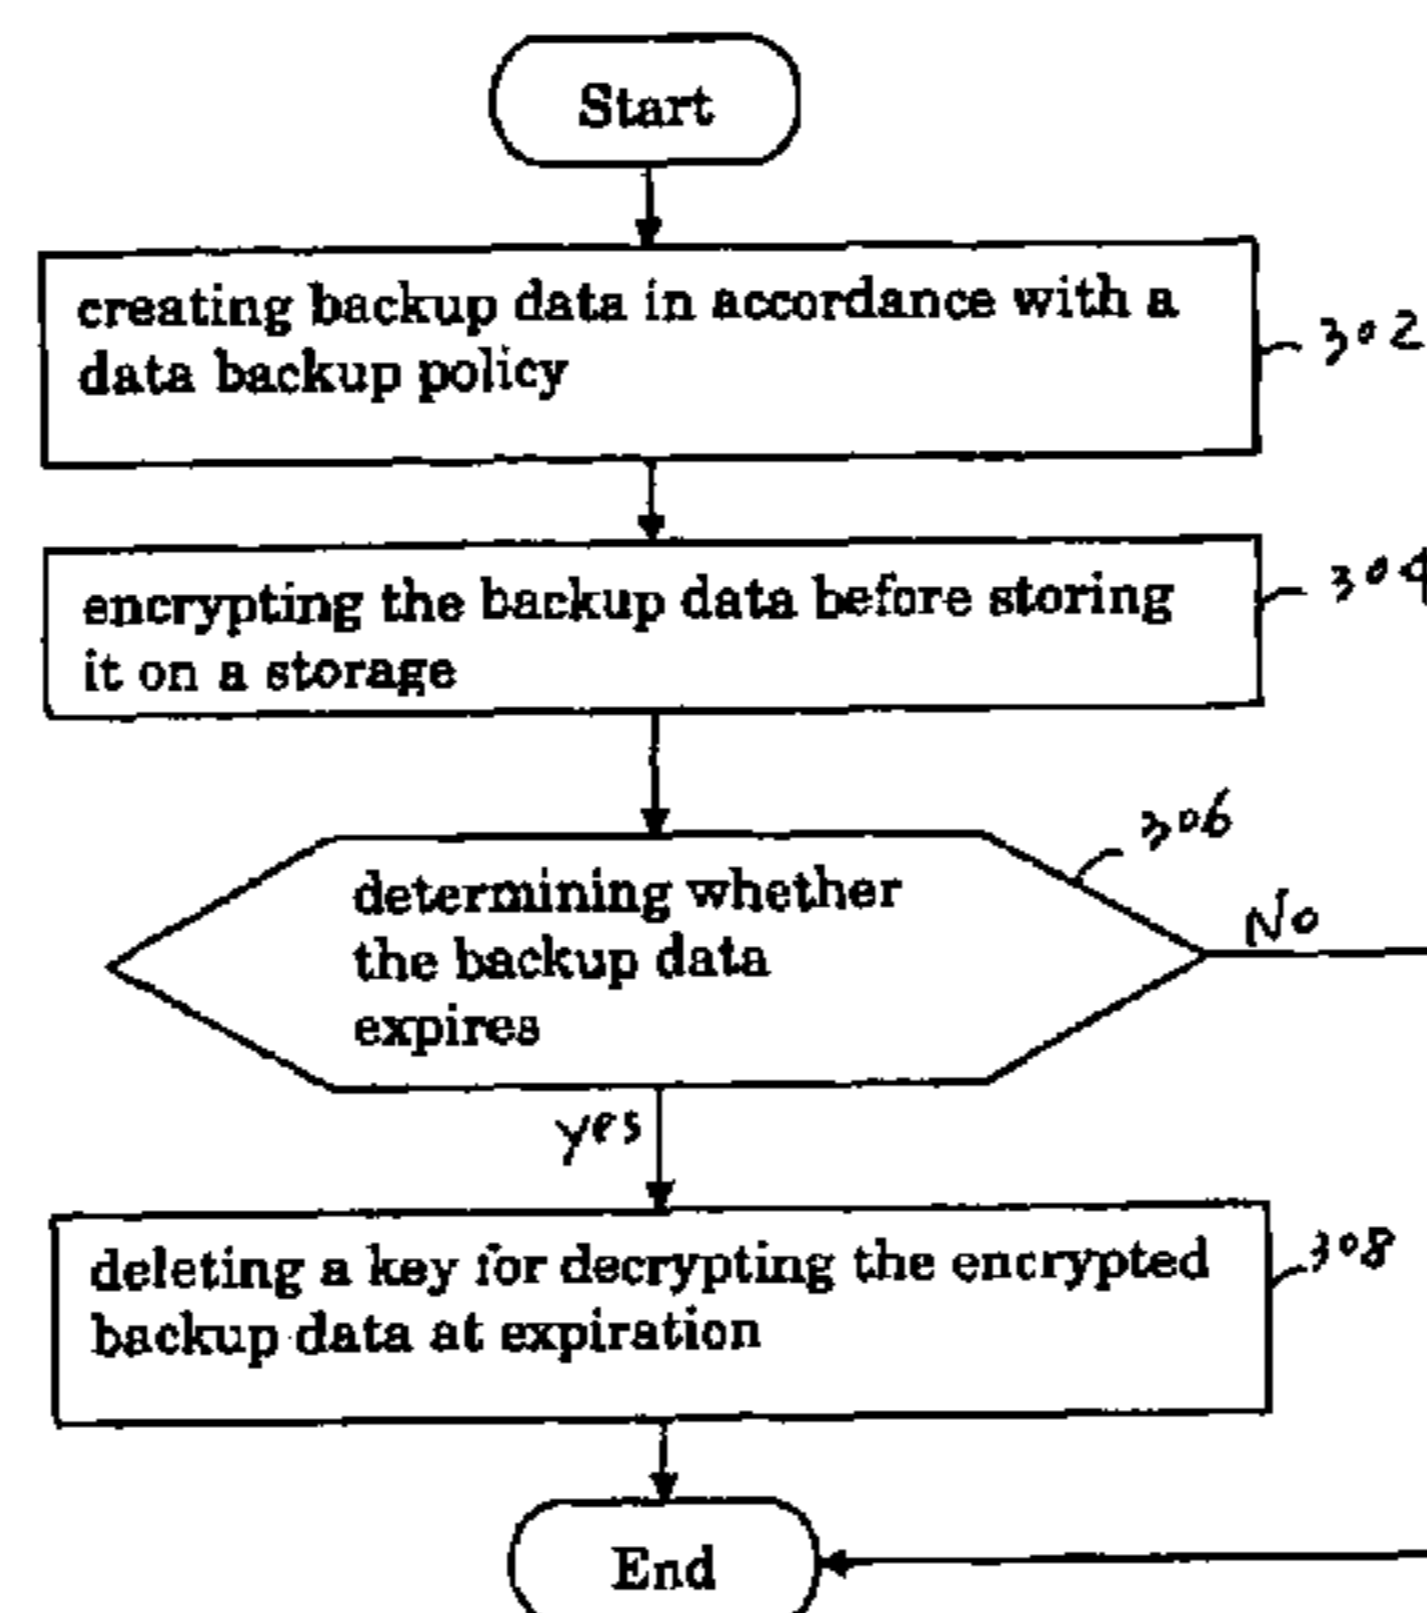 Start
creating backup data in accordance with a
data backup policy
302
encrypting the backup data before storing
it on a storage
304
306
determining whether
the backup data
expires
No
yes
deleting a key for decrypting the encrypted
backup data at expiration
308
End